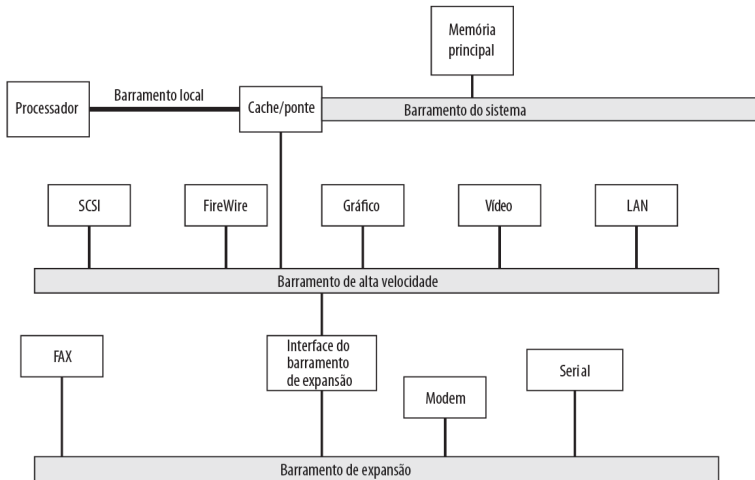 Memória
principal
Processador
Barramento local
Cache/ponte
Barramento do sistema
SCSI
FireWire
Gráfico
Vídeo
LAN
Barramento de alta velocidade
FAX
Interface do
barramento
de expansão
Modem
Serial
Barramento de expansão